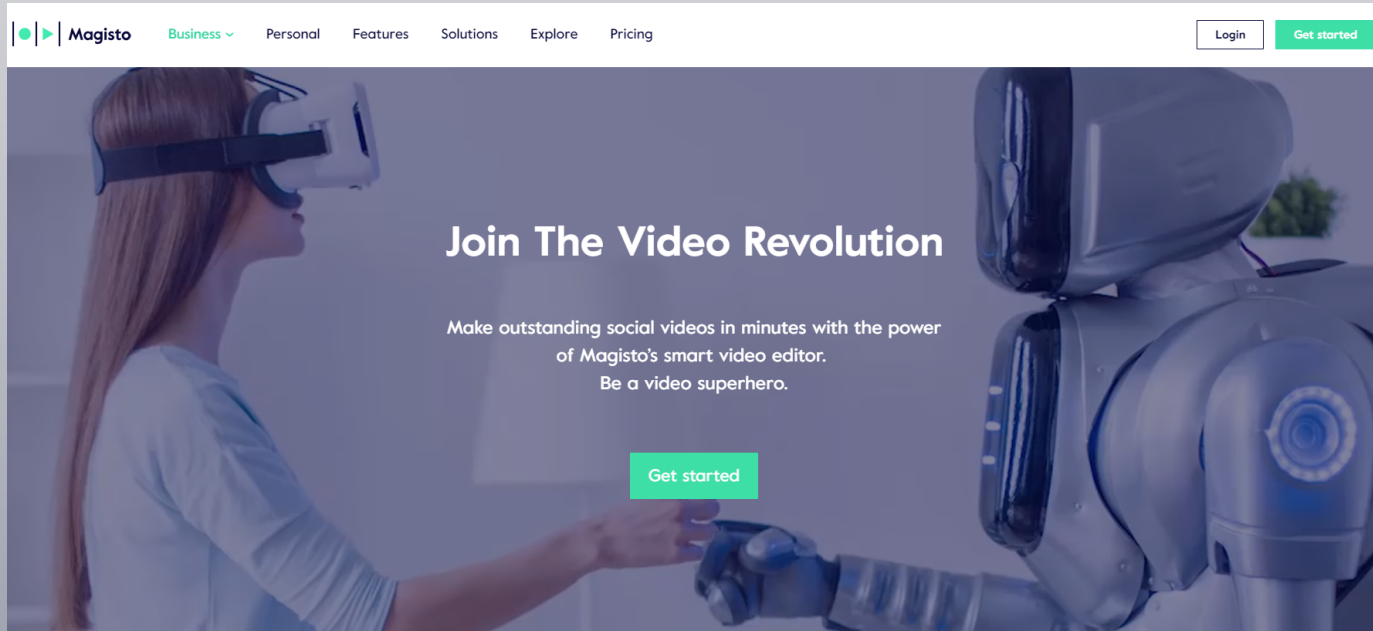 Magisto
Business
Personal
Features
Solutions
Explore
Pricing
Login
Get started
Join The Video Revolution
Make outstanding social videos in minutes with the power
of Magisto's smart video editor.
Be a video superhero.
Get started